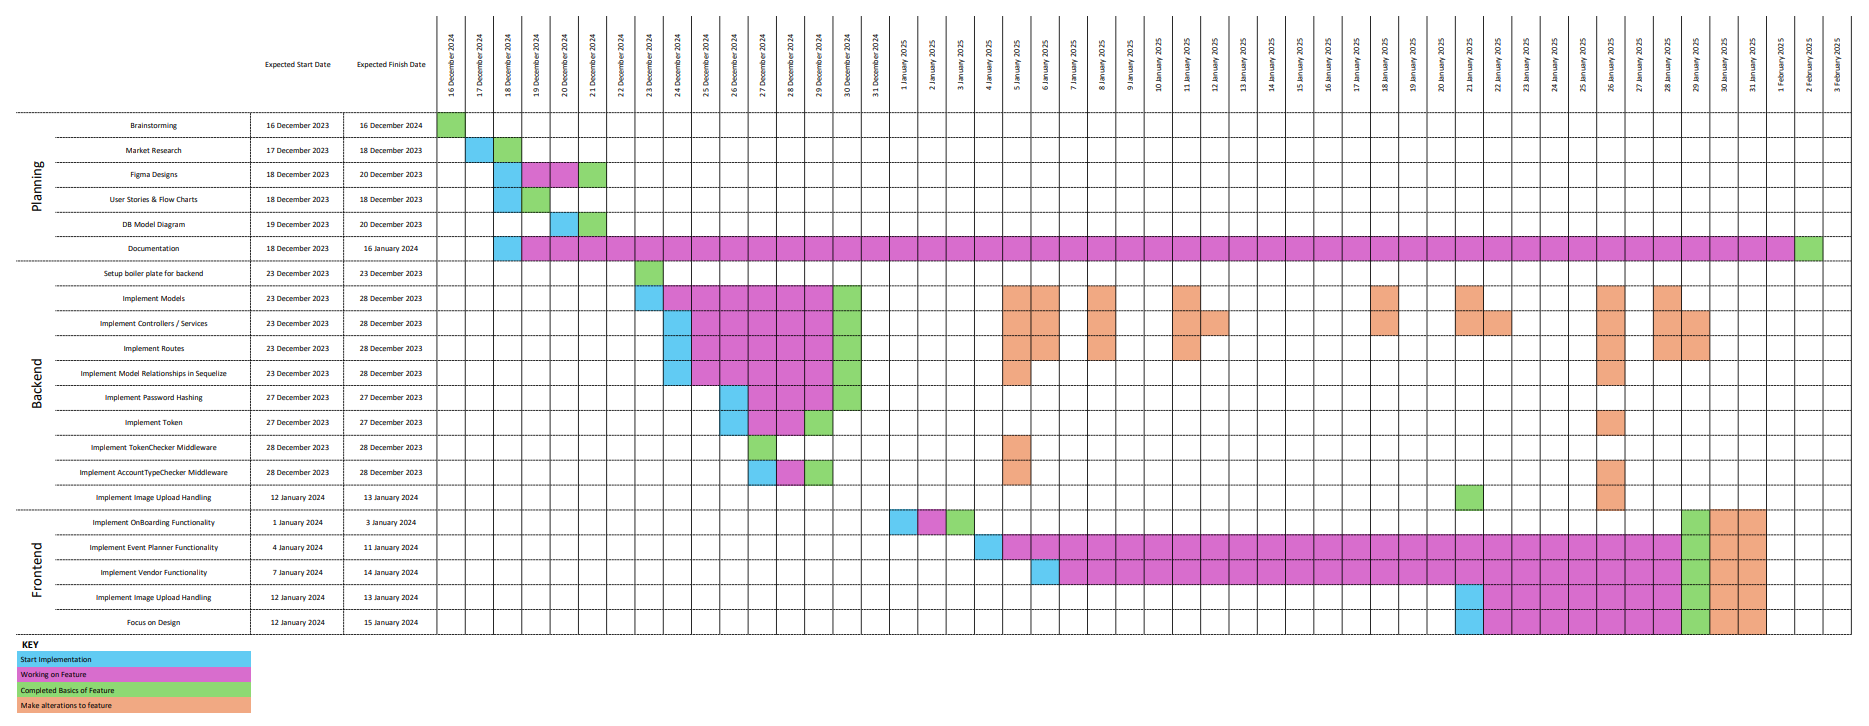 Expected Start Date Expected Finish Date 16 December 2024 17 December 2024 18 December 2024 19 December 2024 20 December 2024 21 December 2024 22 December 2024 23 December 2024 24 December 2024 25 December 2024 26 December 2024 27 December 2024 28 December 2024 29 December 2024 30 December 2024 31 December 2024 1 January 2025 2 January 2025 3 January 2025 4 January 2025 5 January 2025 6 January 2025 7 January 2025 8 January 2025 9 January 2025 10 January 2025 11 January 2025 12 January 2025 13 January 2025 14 January 2025 15 January 2025 16 January 2025 17 January 2025 18 January 2025 19 January 2025 20 January 2025 21 January 2025 22 January 2025 23 January 2025 24 January 2025 25 January 2025 26 January 2025 27 January 2025 28 January 2025 29 January 2025 30 January 2025 31 January 2025 1 February 2025 2 February 2025 3 February 2025
Planning
Brainstorming 16 December 2023 16 December 2024
Market Research 17 December 2023 18 December 2023
Figma Designs 18 December 2023 20 December 2023
User Stories & Flow Charts 18 December 2023 18 December 2023
DB Model Diagram 19 December 2023 20 December 2023
Documentation 18 December 2023 16 January 2024
Backend
Setup boiler plate for backend 23 December 2023 23 December 2023
Implement Models 23 December 2023 28 December 2023
Implement Controllers / Services 23 December 2023 28 December 2023
Implement Routes 23 December 2023 28 December 2023
Implement Model Relationships in Sequelize 23 December 2023 28 December 2023
Implement Password Hashing 27 December 2023 27 December 2023
Implement Token 27 December 2023 27 December 2023
Implement TokenChecker Middleware 28 December 2023 28 December 2023
Implement AccountTypeChecker Middleware 28 December 2023 28 December 2023
Implement Image Upload Handling 12 January 2024 13 January 2024
Frontend
Implement OnBoarding Functionality 1 January 2024 3 January 2024
Implement Event Planner Functionality 4 January 2024 11 January 2024
Implement Vendor Functionality 7 January 2024 14 January 2024
Implement Image Upload Handling 12 January 2024 13 January 2024
Focus on Design 12 January 2024 15 January 2024
KEY
Start Implementation
Working on Feature
Completed Basics of Feature
Make alterations to feature